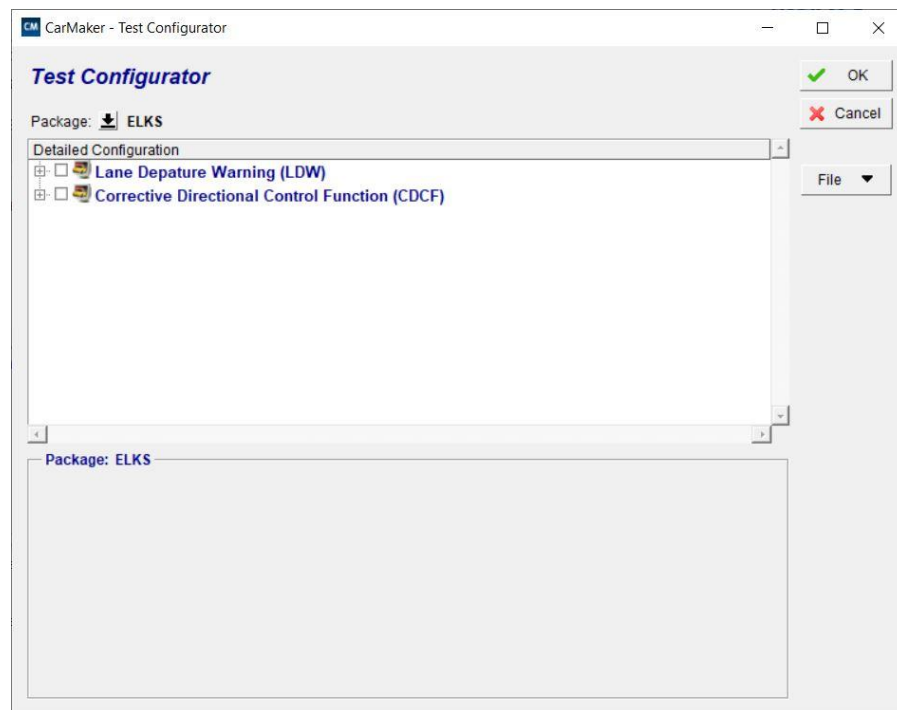 CM CarMaker - Test Configurator
Test Configurator
OK
Package: ELKS
Cancel
Detailed Configuration
Lane Depature Warning (LDW)
File
Corrective Directional Control Function (CDCF)
Package: ELKS